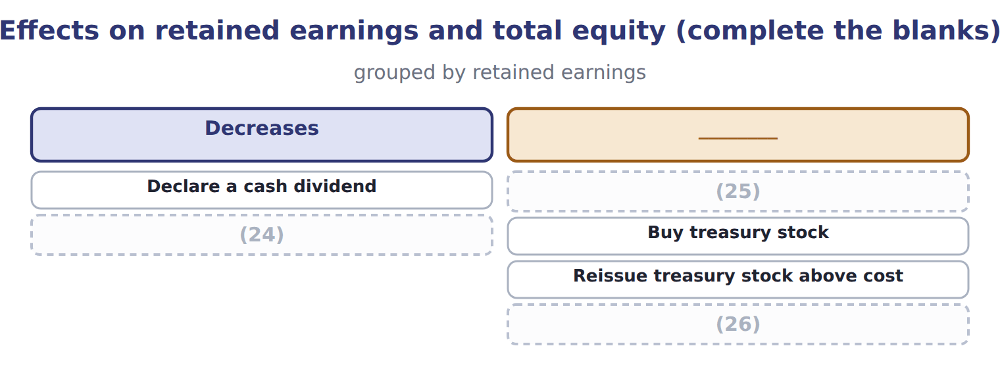 Effects on retained earnings and total equity (complete the blanks)
grouped by retained earnings
Decreases
Declare a cash dividend
(24)
________
(25)
Buy treasury stock
Reissue treasury stock above cost
(26)